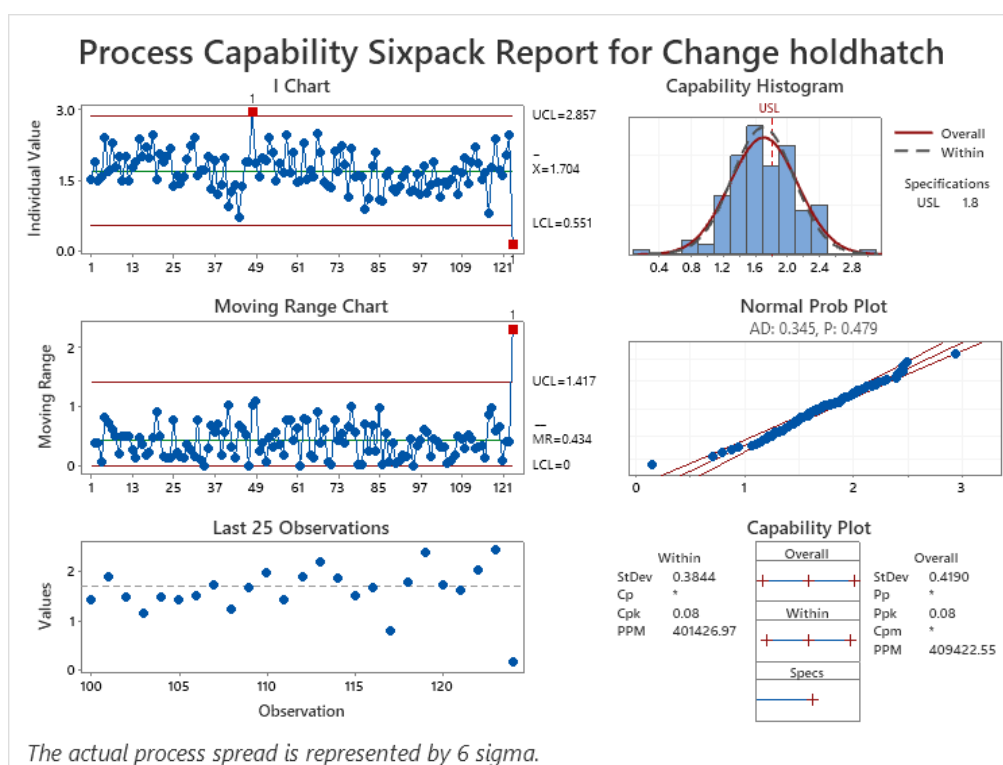 Process Capability Sixpack Report for Change holdhatch
I Chart
Individual Value
3.0
1.5
0.0
1
UCL=2.857
_
X=1.704
LCL=0.551
1
1 13 25 37 49 61 73 85 97 109 121
Capability Histogram
USL
0.4 0.8 1.2 1.6 2.0 2.4 2.8
Overall
Within
Specifications
USL 1.8
Moving Range Chart
Moving Range
2
1
0
1
UCL=1.417
__
MR=0.434
LCL=0
1 13 25 37 49 61 73 85 97 109 121
Normal Prob Plot
AD: 0.345, P: 0.479
0 1 2 3
Last 25 Observations
Values
2
1
0
100 105 110 115 120
Observation
Capability Plot
Within
StDev 0.3844
Cp *
Cpk 0.08
PPM 401426.97
Overall
Within
Specs
Overall
StDev 0.4190
Pp *
Ppk 0.08
Cpm *
PPM 409422.55
The actual process spread is represented by 6 sigma.